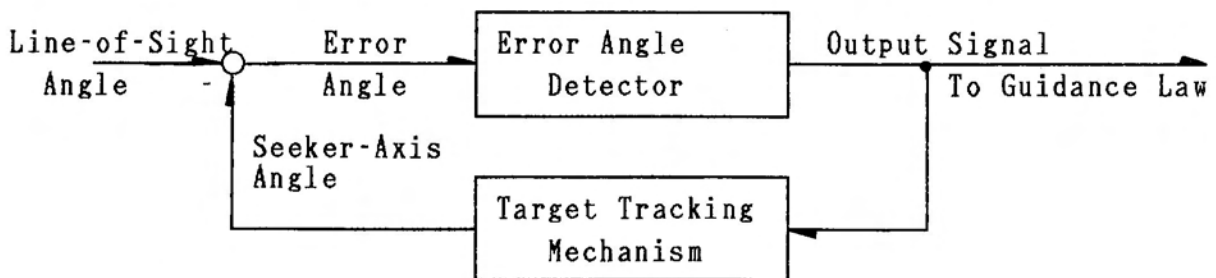 Line-of-Sight
Angle
-
Error
Angle
Error Angle
Detector
Output Signal
To Guidance Law
Seeker-Axis
Angle
Target Tracking
Mechanism